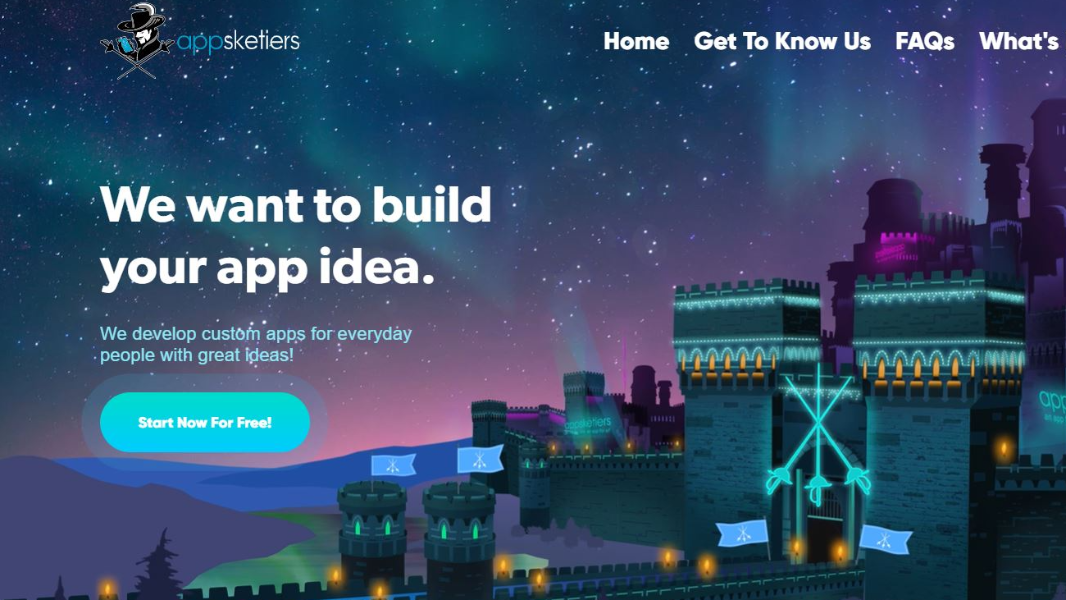 appsketiers
Home Get To Know Us FAQs What's
We want to build
your app idea.
We develop custom apps for everyday
people with great ideas!
Start Now For Free!
appsketiers
app